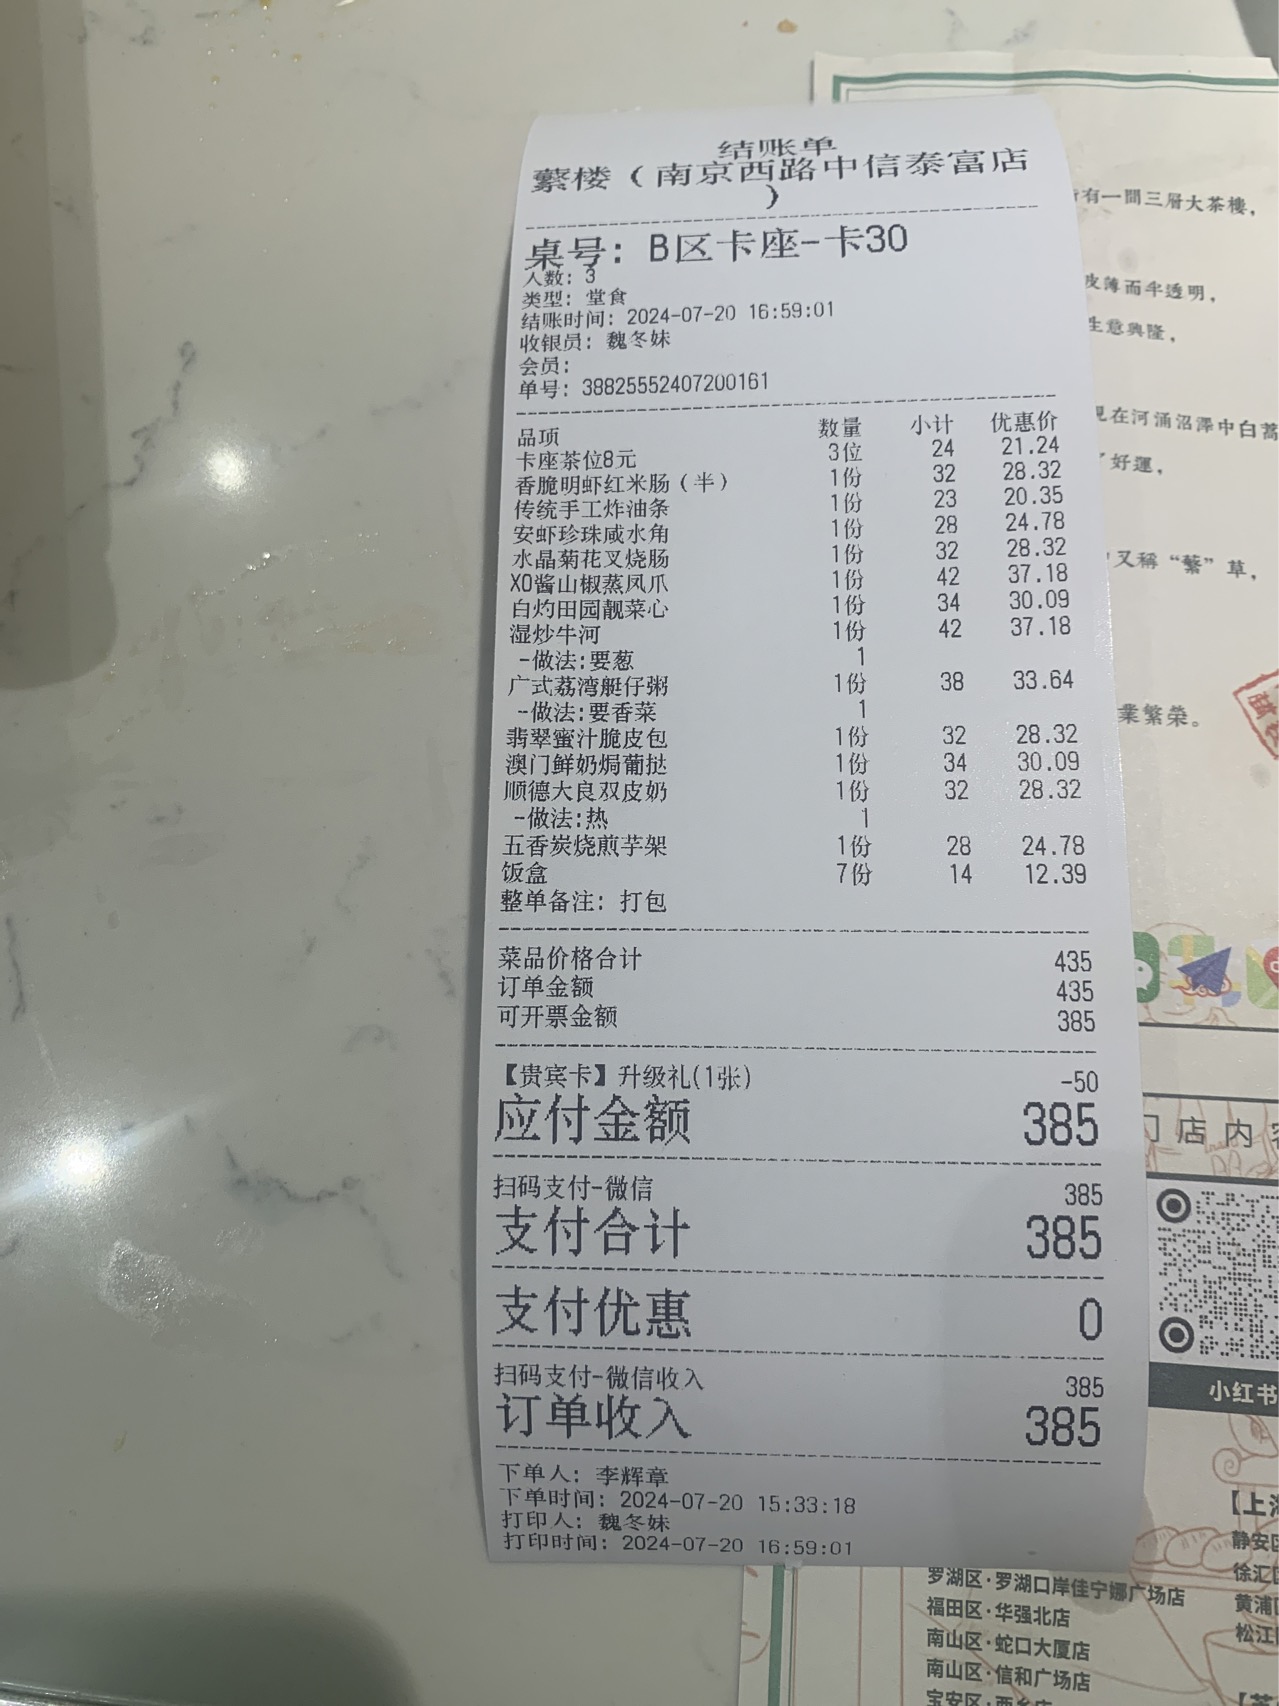 结账单
蘩楼（南京西路中信泰富店
）
桌号: B区卡座-卡30
人数: 3
类型: 堂食
结账时间: 2024-07-20 16:59:01
收银员: 魏冬妹
会员:
单号: 38825552407200161
品项 数量 小计 优惠价
卡座茶位8元 3位 24 21.24
香脆明虾红米肠（半） 1份 32 28.32
传统手工炸油条 1份 23 20.35
安虾珍珠咸水角 1份 28 24.78
水晶菊花叉烧肠 1份 32 28.32
XO酱山椒蒸凤爪 1份 42 37.18
白灼田园靓菜心 1份 34 30.09
湿炒牛河 1份 42 37.18
-做法:要葱 1
广式荔湾艇仔粥 1份 38 33.64
-做法:要香菜 1
翡翠蜜汁脆皮包 1份 32 28.32
澳门鲜奶焗葡挞 1份 34 30.09
顺德大良双皮奶 1份 32 28.32
-做法:热 1
五香炭烧煎芋架 1份 28 24.78
饭盒 7份 14 12.39
整单备注: 打包
菜品价格合计 435
订单金额 435
可开票金额 385
【贵宾卡】升级礼(1张) -50
应付金额 385
扫码支付-微信 385
支付合计 385
支付优惠 0
扫码支付-微信收入 385
订单收入 385
下单人: 李辉章
下单时间: 2024-07-20 15:33:18
打印人: 魏冬妹
打印时间: 2024-07-20 16:59:01
有一間三層大茶樓，
皮薄而半透明，
生意興隆，
現在河涌沼澤中白蒿
好運，
又稱“蘩”草，
業繁榮。
门店内
小红书
【上海
静安区
徐汇区
黄浦区
松江区
罗湖区·罗湖口岸佳宁娜广场店
福田区·华强北店
南山区·蛇口大厦店
南山区·信和广场店
宝安区·西乡店